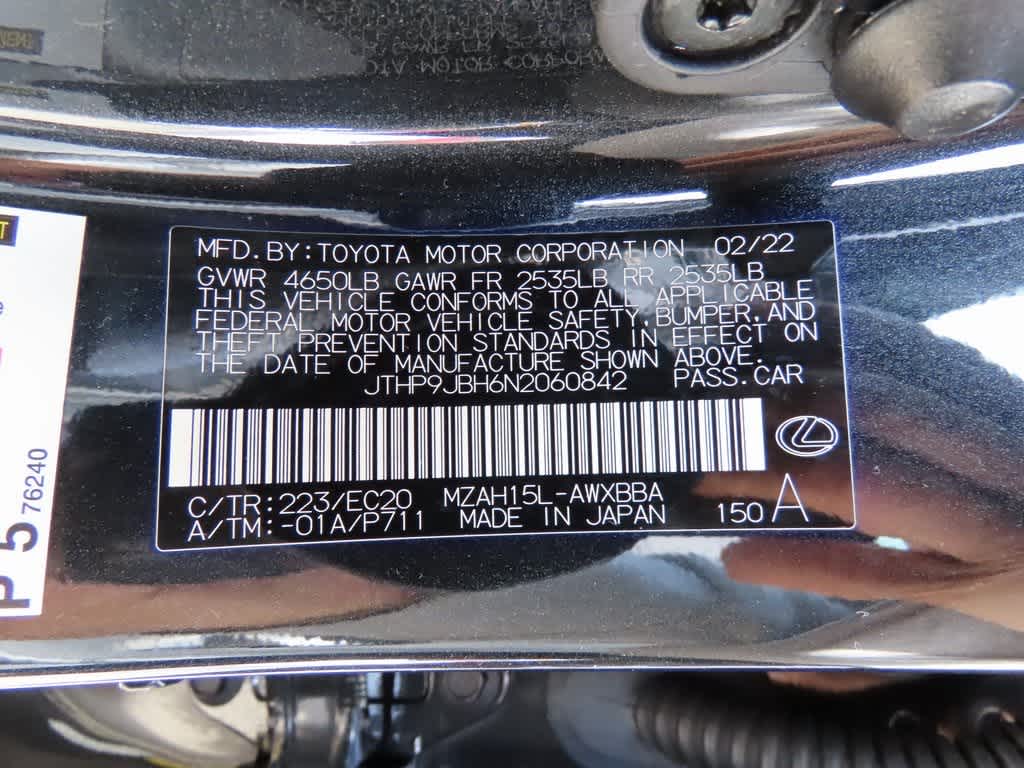 MFD. BY: TOYOTA MOTOR CORPORATION 02/22
GVWR 4650LB GAWR FR 2535LB RR 2535LB
THIS VEHICLE CONFORMS TO ALL APPLICABLE
FEDERAL MOTOR VEHICLE SAFETY, BUMPER, AND
THEFT PREVENTION STANDARDS IN EFFECT ON
THE DATE OF MANUFACTURE SHOWN ABOVE.
JTHP9JBH6N2060842 PASS. CAR
C/TR: 223/EC20 MZAH15L-AWXBBA
A/TM: -01A/P711 MADE IN JAPAN 150 A
P 5 76240